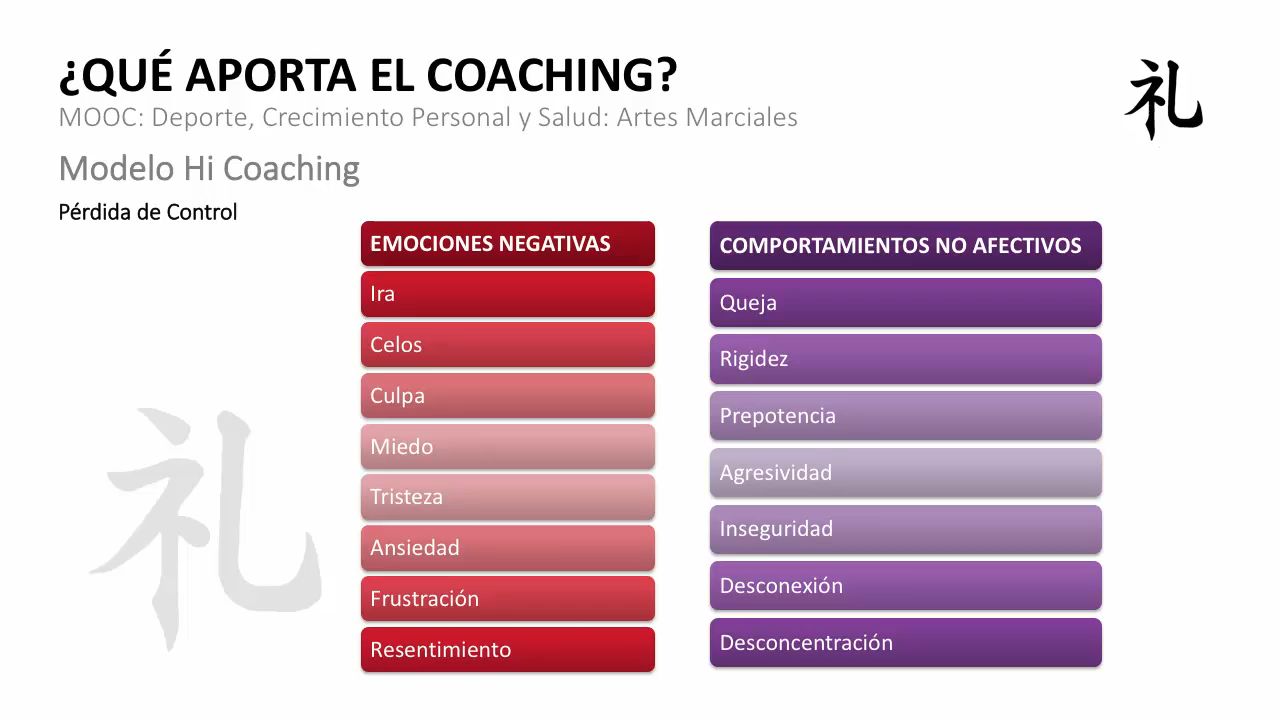 ¿QUÉ APORTA EL COACHING?
礼
MOOC: Deporte, Crecimiento Personal y Salud: Artes Marciales
Modelo Hi Coaching
Pérdida de Control
EMOCIONES NEGATIVAS
Ira
Celos
Culpa
Miedo
Tristeza
Ansiedad
Frustración
Resentimiento
COMPORTAMIENTOS NO AFECTIVOS
Queja
Rigidez
Prepotencia
Agresividad
Inseguridad
Desconexión
Desconcentración
礼